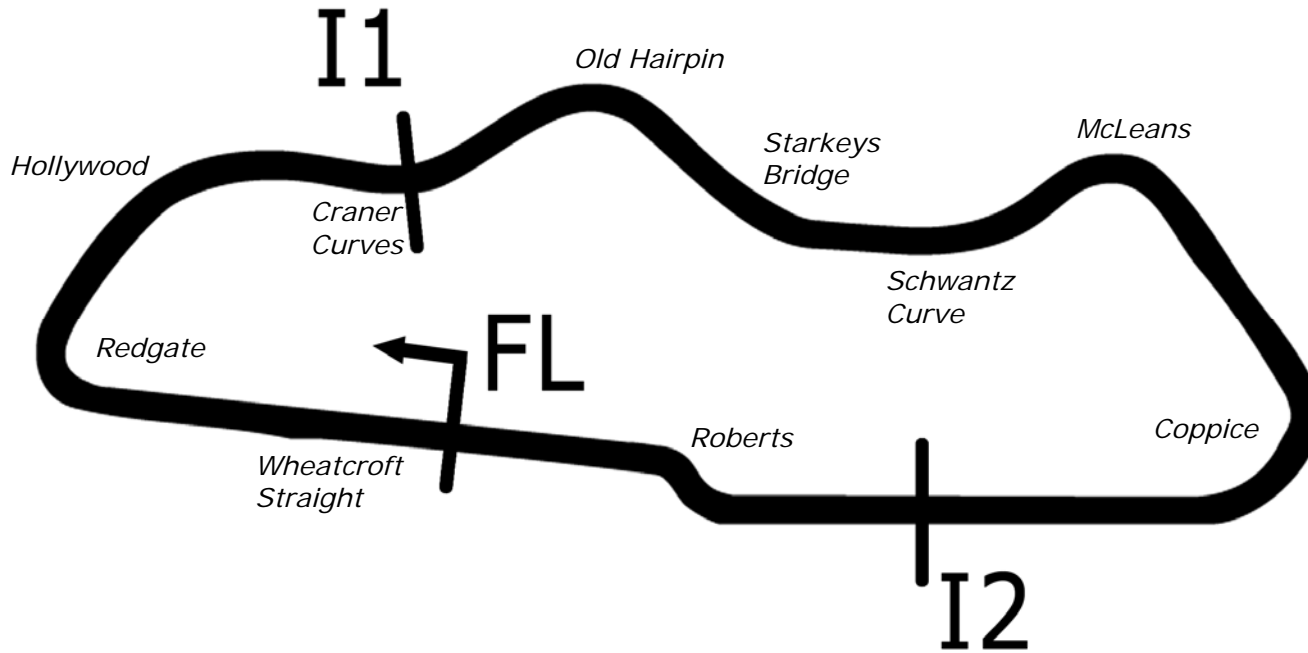 I1
Old Hairpin
McLeans
Starkeys
Bridge
Hollywood
Craner
Curves
Schwantz
Curve
Redgate
FL
Roberts
Coppice
Wheatcroft
Straight
I2